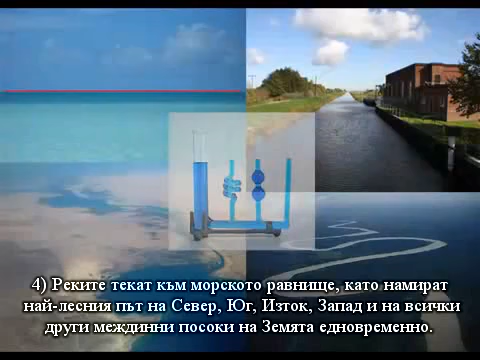 4) Реките текат към морското равнище, като намират
най-лесния път на Север, Юг, Изток, Запад и на всички
други междинни посоки на Земята едновременно.